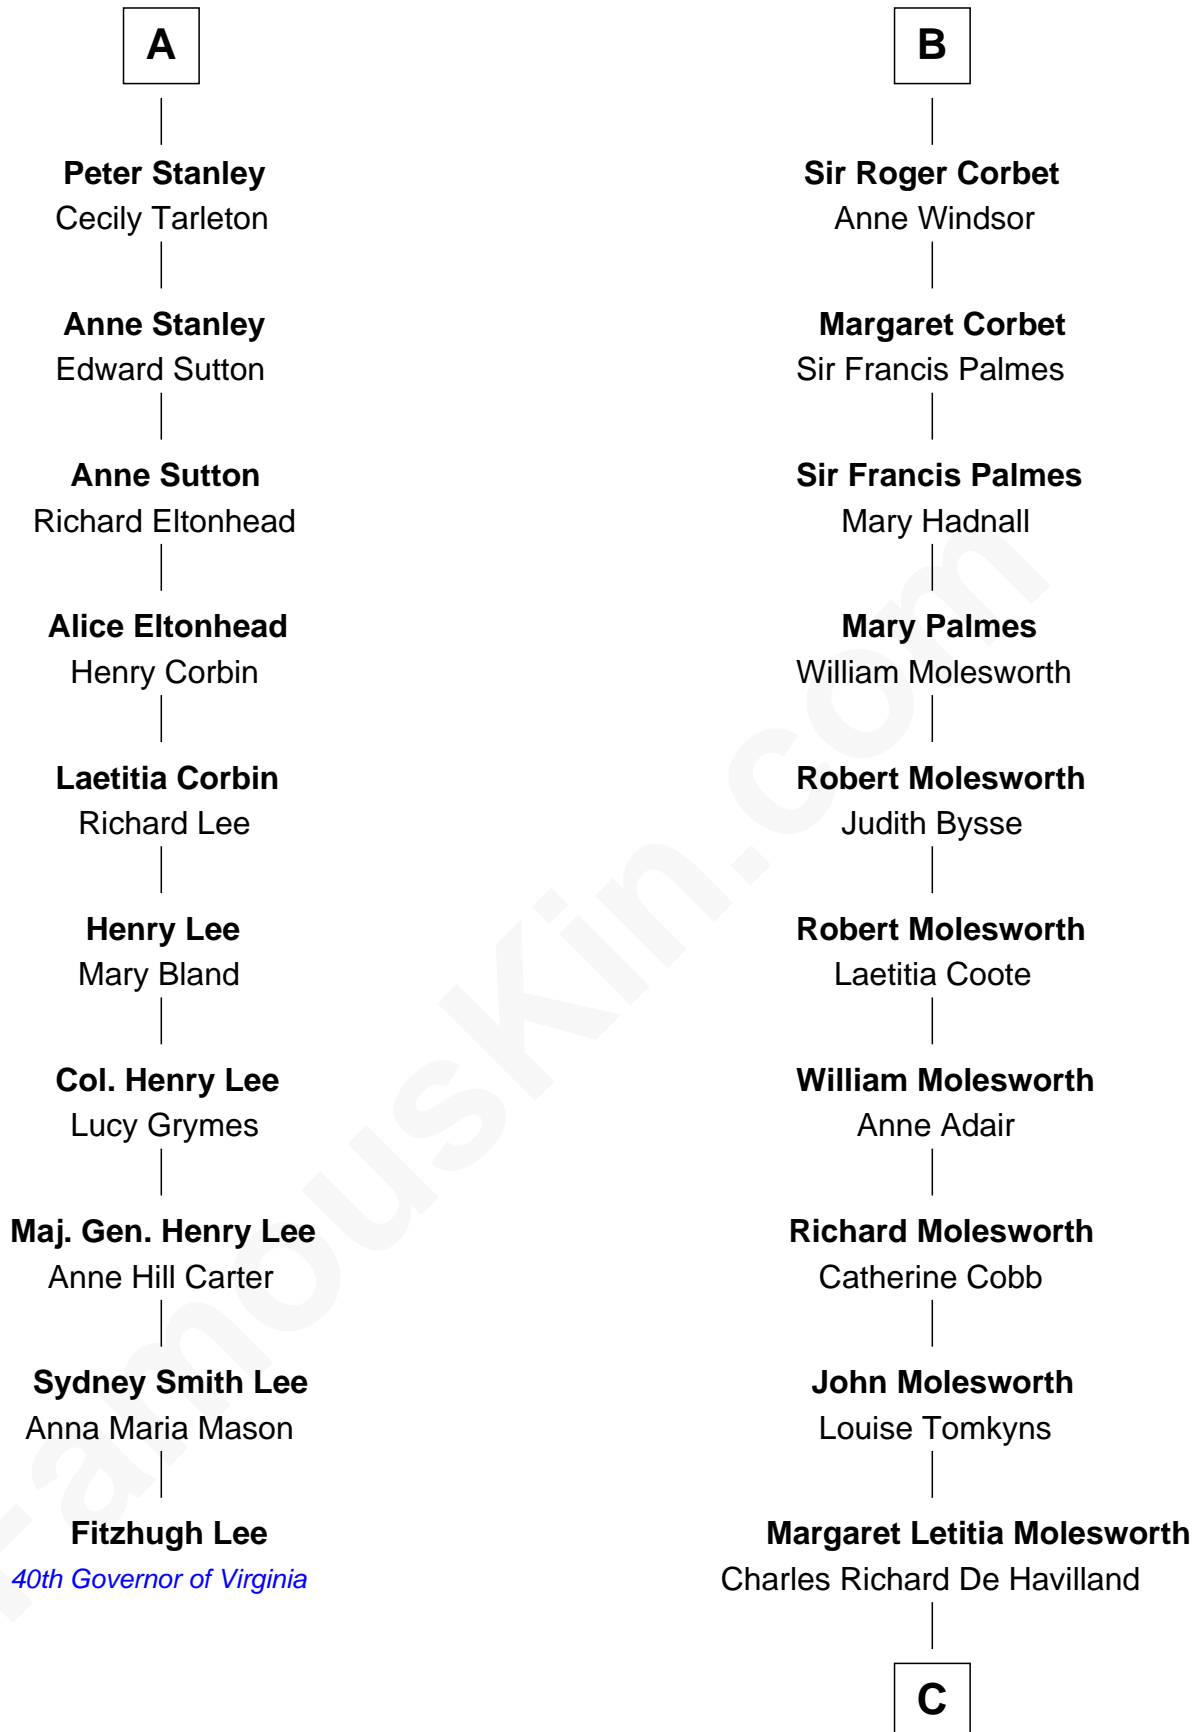 A
Peter Stanley
Cecily Tarleton
Anne Stanley
Edward Sutton
Anne Sutton
Richard Eltonhead
Alice Eltonhead
Henry Corbin
Laetitia Corbin
Richard Lee
Henry Lee
Mary Bland
Col. Henry Lee
Lucy Grymes
Maj. Gen. Henry Lee
Anne Hill Carter
Sydney Smith Lee
Anna Maria Mason
Fitzhugh Lee
40th Governor of Virginia
B
Sir Roger Corbet
Anne Windsor
Margaret Corbet
Sir Francis Palmes
Sir Francis Palmes
Mary Hadnall
Mary Palmes
William Molesworth
Robert Molesworth
Judith Bysse
Robert Molesworth
Laetitia Coote
William Molesworth
Anne Adair
Richard Molesworth
Catherine Cobb
John Molesworth
Louise Tomkyns
Margaret Letitia Molesworth
Charles Richard De Havilland
C
FamousKin.com